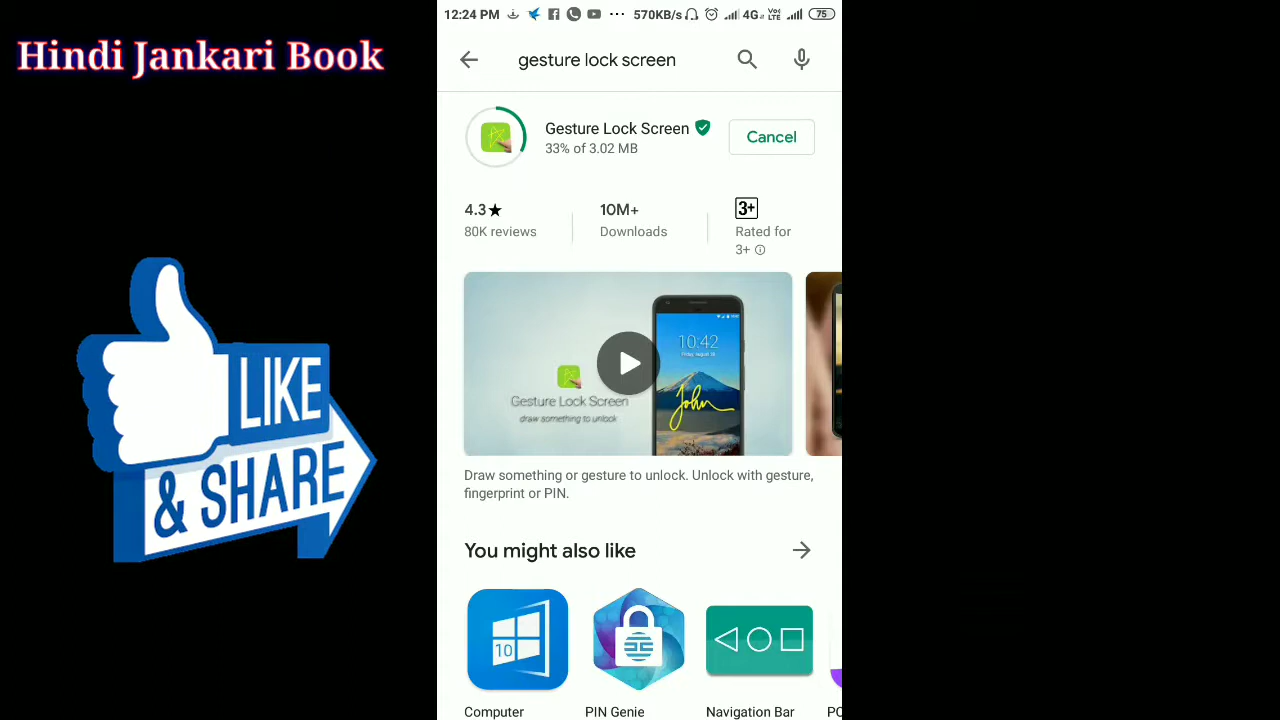 Hindi Jankari Book
LIKE
& SHARE
12:24 PM ... 570KB/s 4G VoLTE 75
gesture lock screen
Gesture Lock Screen
33% of 3.02 MB
Cancel
4.3★ 10M+ 3+
80K reviews Downloads Rated for
3+
10:42
John
Gesture Lock Screen
draw something to unlock
Draw something or gesture to unlock. Unlock with gesture,
fingerprint or PIN.
You might also like
10
Computer PIN Genie Navigation Bar